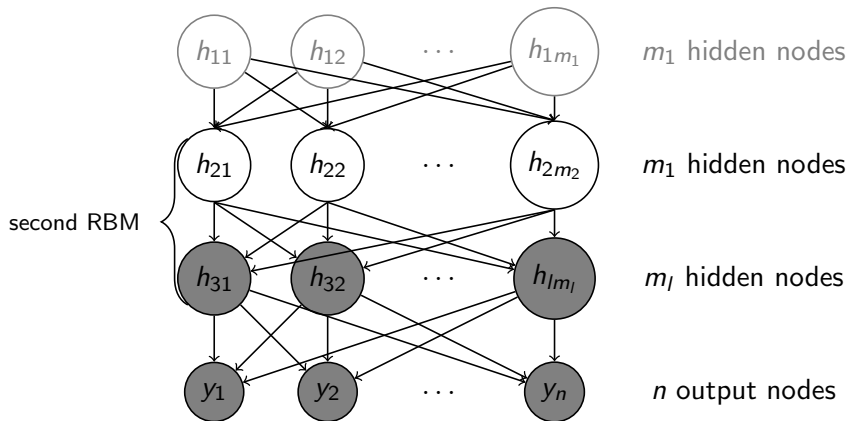 h₁₁ h₁₂ ··· h₁ₘ₁ m₁ hidden nodes
h₂₁ h₂₂ ··· h₂ₘ₂ m₁ hidden nodes
second RBM
h₃₁ h₃₂ ··· hₗₘₗ mₗ hidden nodes
y₁ y₂ ··· yₙ n output nodes